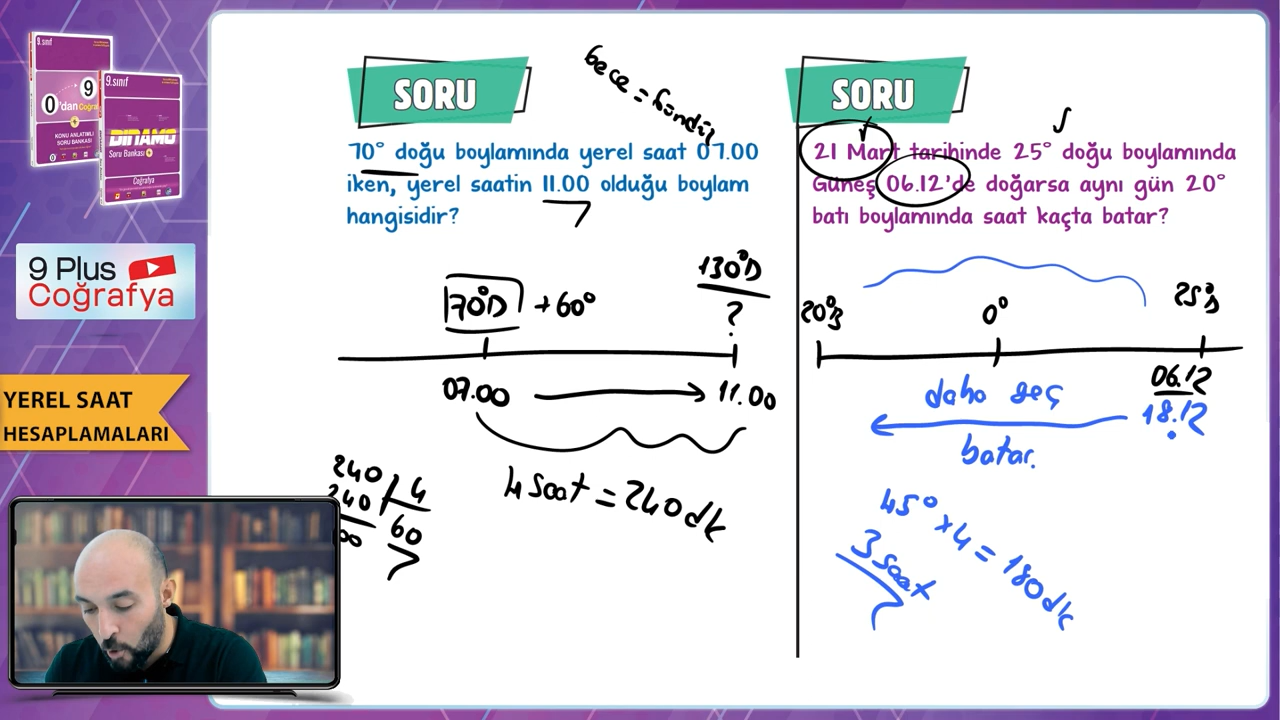 9.sınıf
0'dan 9
Coğrafya
KONU ANLATIMLI
SORU BANKASI
9.sınıf
DİNAMO
Soru Bankası
Coğrafya
9 Plus
Coğrafya
YEREL SAAT
HESAPLAMALARI
SORU
gece = Gündüz
70° doğu boylamında yerel saat 07.00
iken, yerel saatin 11.00 olduğu boylam
hangisidir?
70°D +60°
130°D
?
07.00
11.00
4 saat = 240 dk
240 4
240 60
00
SORU
21 Mart tarihinde 25° doğu boylamında
Güneş 06.12'de doğarsa aynı gün 20°
batı boylamında saat kaçta batar?
20°B
0°
25°D
06.12
18.12
daha geç
batar.
45° x 4 = 180 dk
3 saat